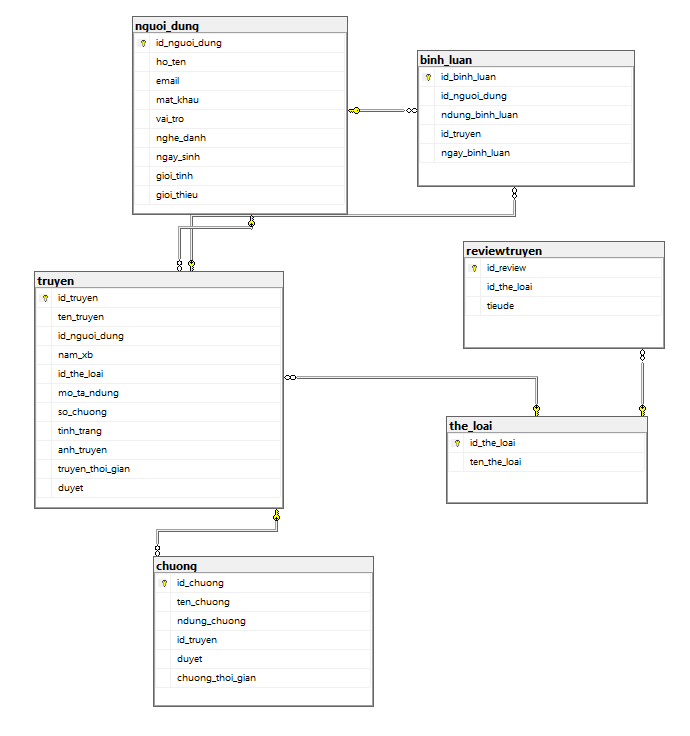 nguoi_dung
id_nguoi_dung
ho_ten
email
mat_khau
vai_tro
nghe_danh
ngay_sinh
gioi_tinh
gioi_thieu
binh_luan
id_binh_luan
id_nguoi_dung
ndung_binh_luan
id_truyen
ngay_binh_luan
reviewtruyen
id_review
id_the_loai
tieude
truyen
id_truyen
ten_truyen
id_nguoi_dung
nam_xb
id_the_loai
mo_ta_ndung
so_chuong
tinh_trang
anh_truyen
truyen_thoi_gian
duyet
the_loai
id_the_loai
ten_the_loai
chuong
id_chuong
ten_chuong
ndung_chuong
id_truyen
duyet
chuong_thoi_gian